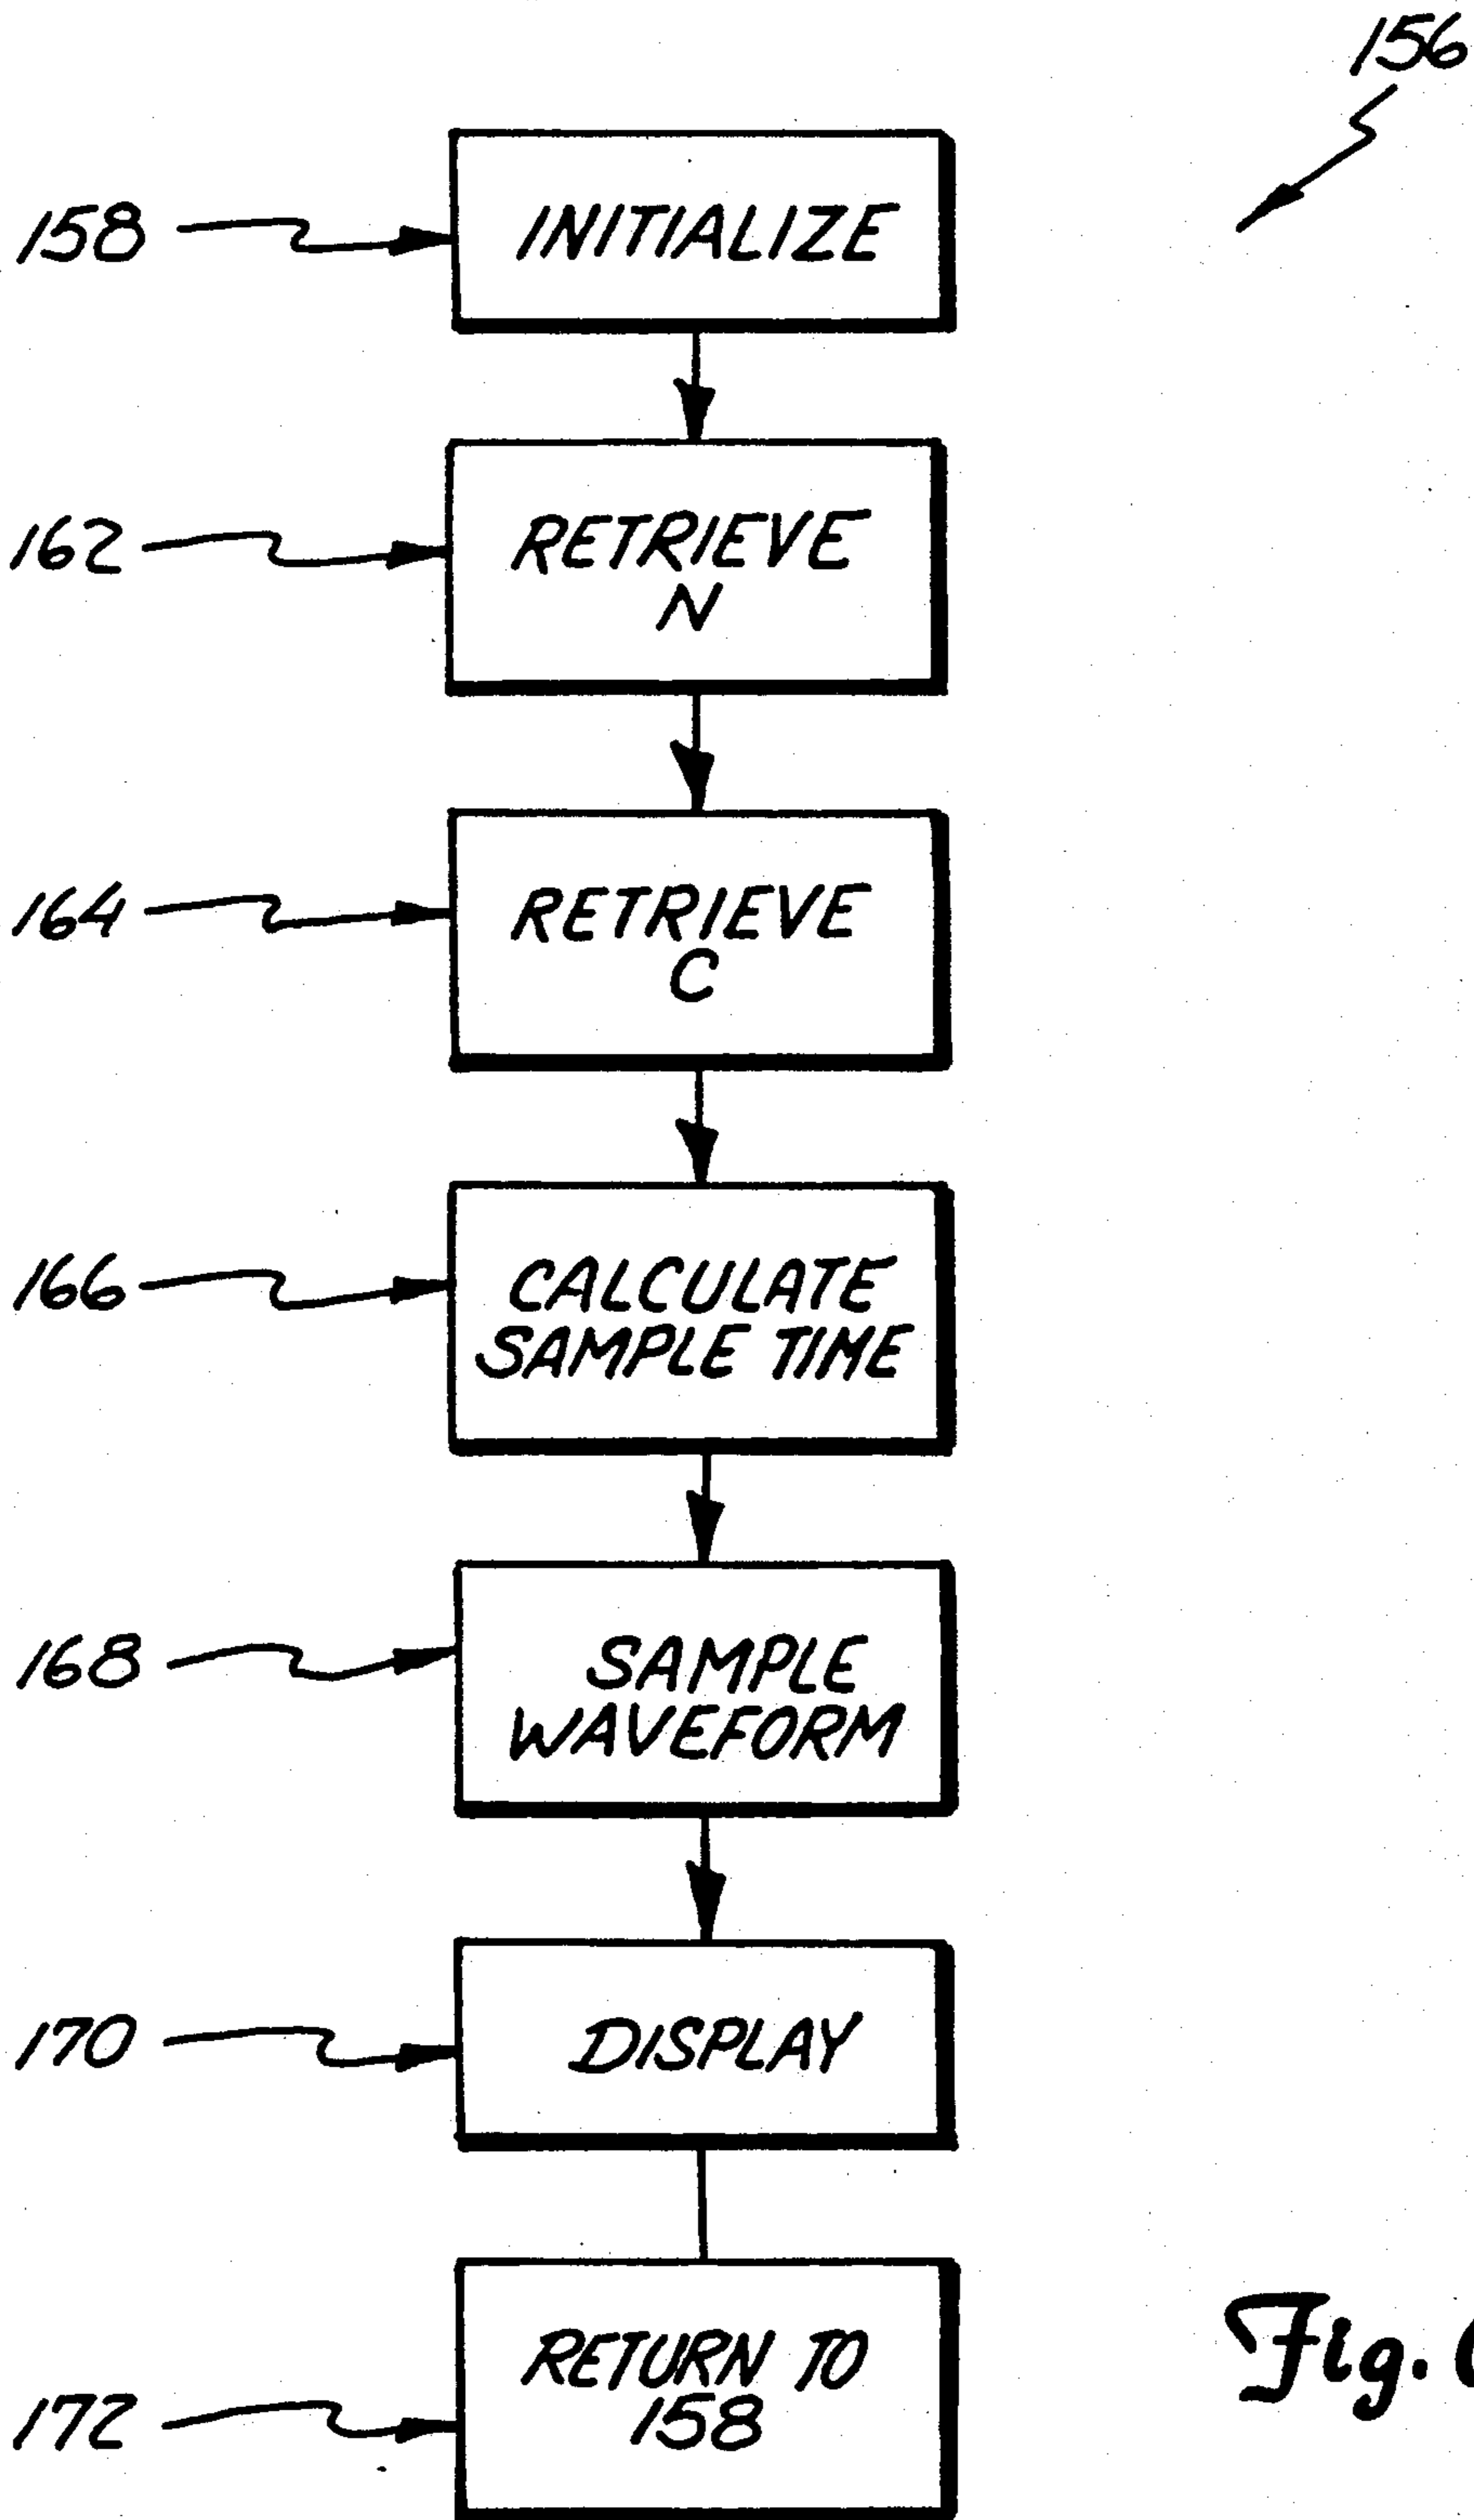 156
158
INITIALIZE
162
RETRIEVE
N
164
RETRIEVE
C
166
CALCULATE
SAMPLE TIME
168
SAMPLE
WAVEFORM
170
DISPLAY
172
RETURN TO
158
Fig.